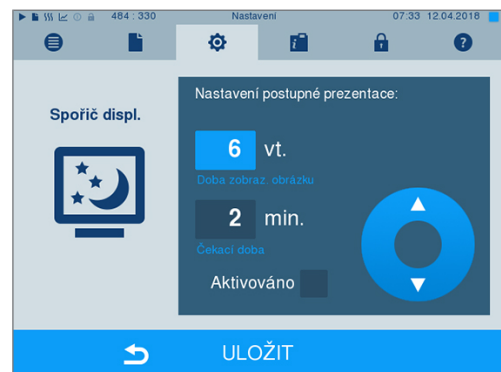 484 : 330 Nastavení 07:33 12.04.2018
Spořič displ.
Nastavení postupné prezentace:
6 vt.
Doba zobraz. obrázku
2 min.
Čekací doba
Aktivováno
ULOŽIT